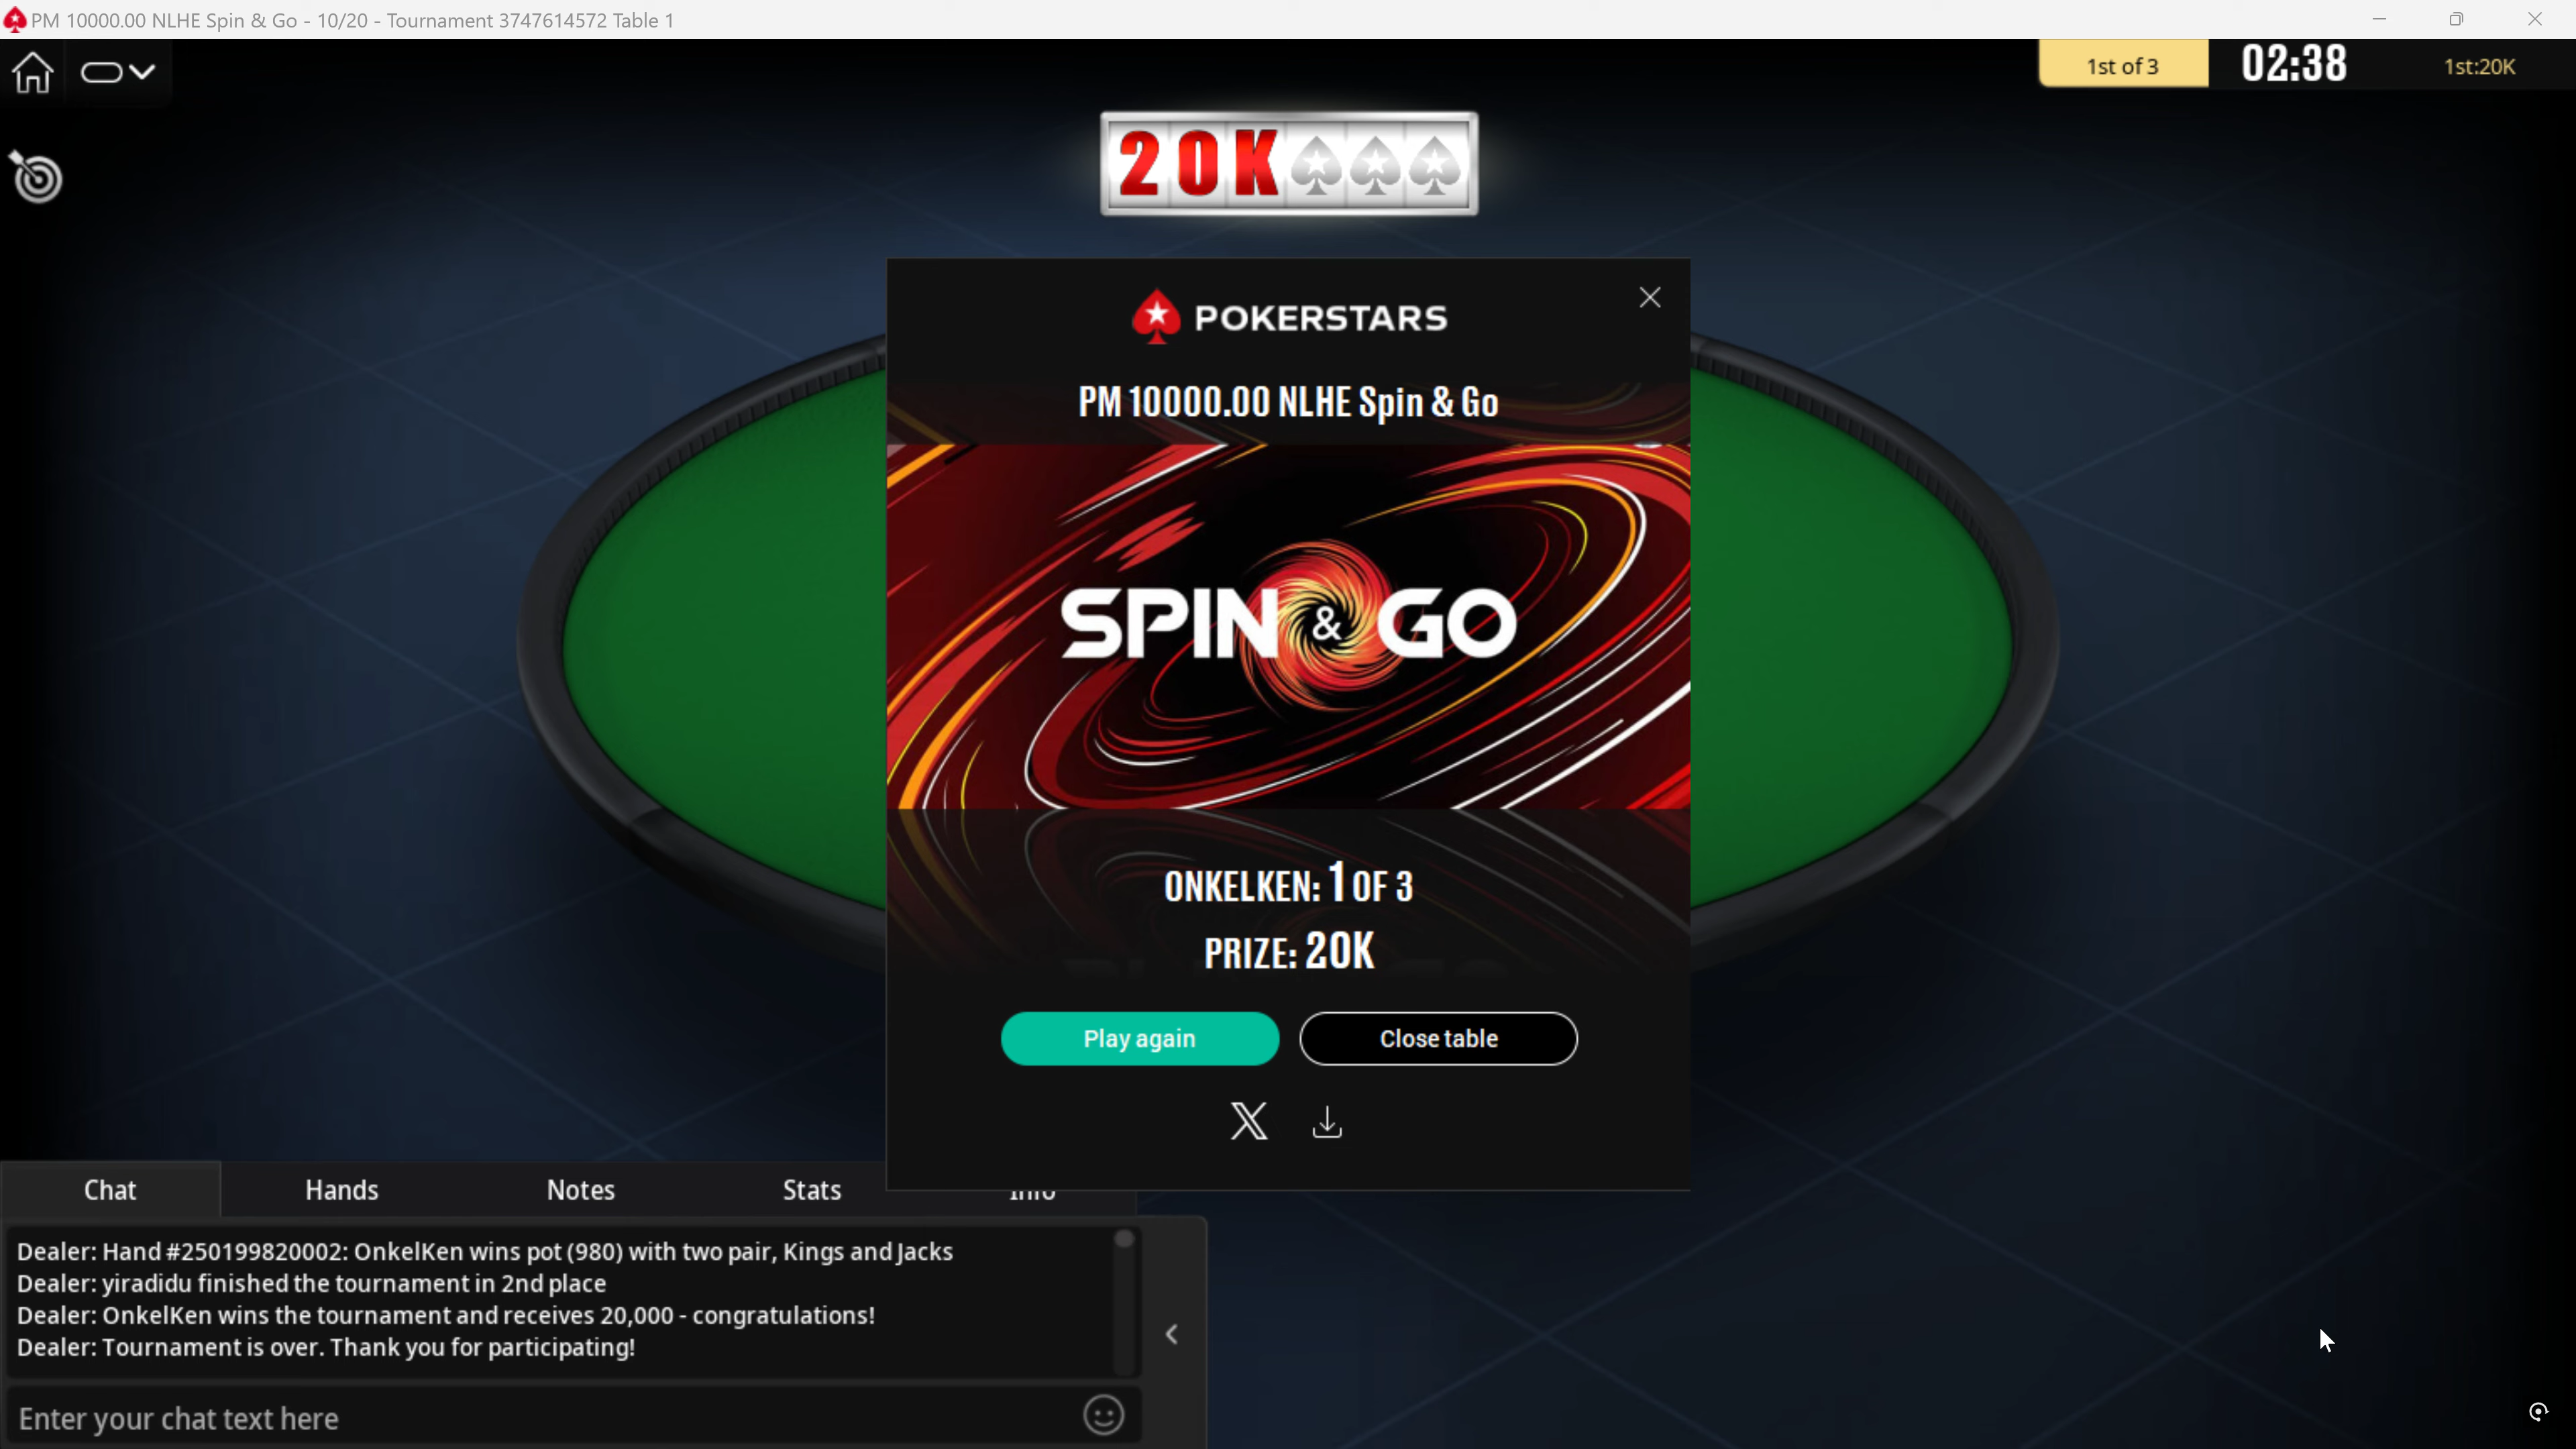 PM 10000.00 NLHE Spin & Go - 10/20 - Tournament 3747614572 Table 1
1st of 3
02:38
1st:20K
20K
POKERSTARS
PM 10000.00 NLHE Spin & Go
SPIN & GO
ONKELKEN: 1 OF 3
PRIZE: 20K
Play again
Close table
Chat
Hands
Notes
Stats
Info
Dealer: Hand #250199820002: OnkelKen wins pot (980) with two pair, Kings and Jacks
Dealer: yiradidu finished the tournament in 2nd place
Dealer: OnkelKen wins the tournament and receives 20,000 - congratulations!
Dealer: Tournament is over. Thank you for participating!
Enter your chat text here